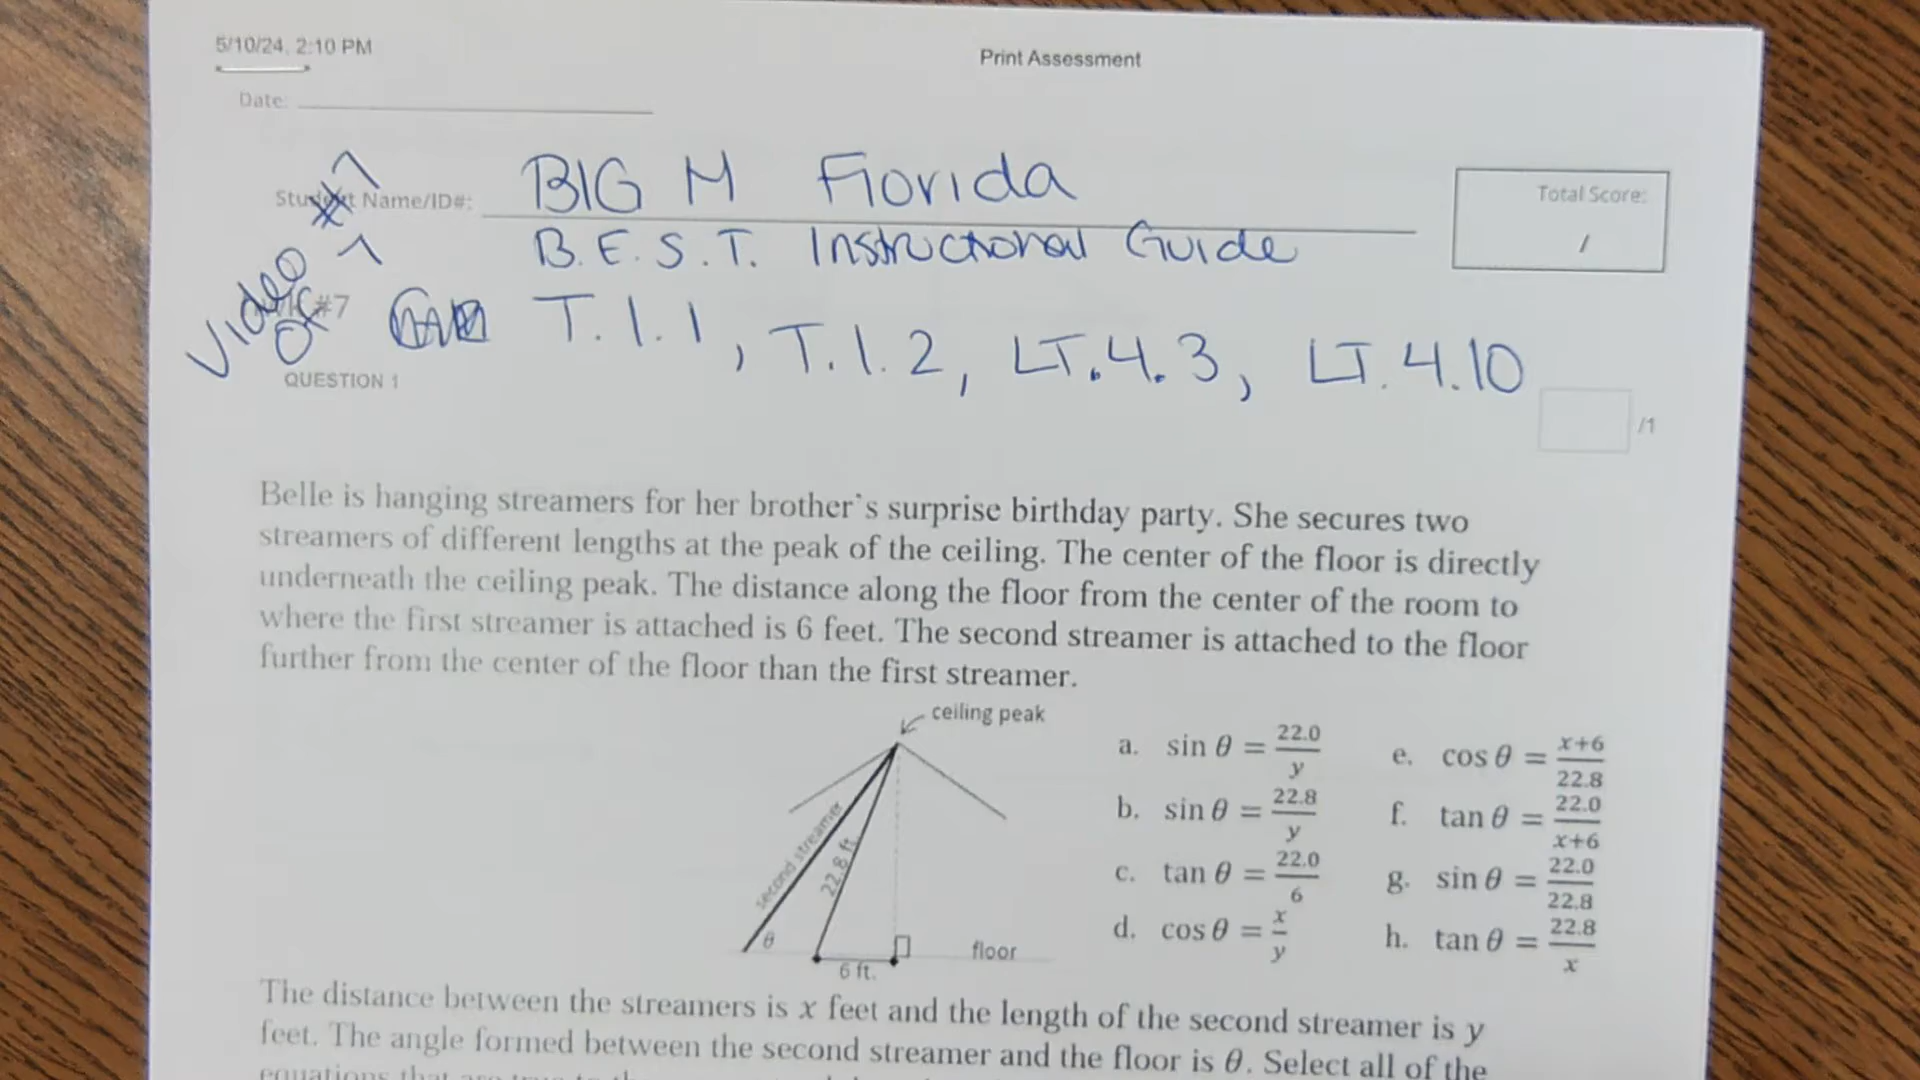 5/10/24, 2:10 PM
Print Assessment
Date:
Student Name/ID#: BIG M Florida
Total Score:
/
B.E.S.T. Instructional Guide
Video #7 of 7
#7 T.1.1, T.1.2, LT.4.3, LT.4.10
QUESTION 1
/1
Belle is hanging streamers for her brother`s surprise birthday party. She secures two
streamers of different lengths at the peak of the ceiling. The center of the floor is directly
underneath the ceiling peak. The distance along the floor from the center of the room to
where the first streamer is attached is 6 feet. The second streamer is attached to the floor
further from the center of the floor than the first streamer.
ceiling peak
second streamer
22.8 ft.
θ
6 ft.
floor
a. sin θ = 22.0/y
b. sin θ = 22.8/y
c. tan θ = 22.0/6
d. cos θ = x/y
e. cos θ = x+6/22.8
f. tan θ = 22.0/x+6
g. sin θ = 22.0/22.8
h. tan θ = 22.8/x
The distance between the streamers is x feet and the length of the second streamer is y
feet. The angle formed between the second streamer and the floor is θ. Select all of the
equations that are true